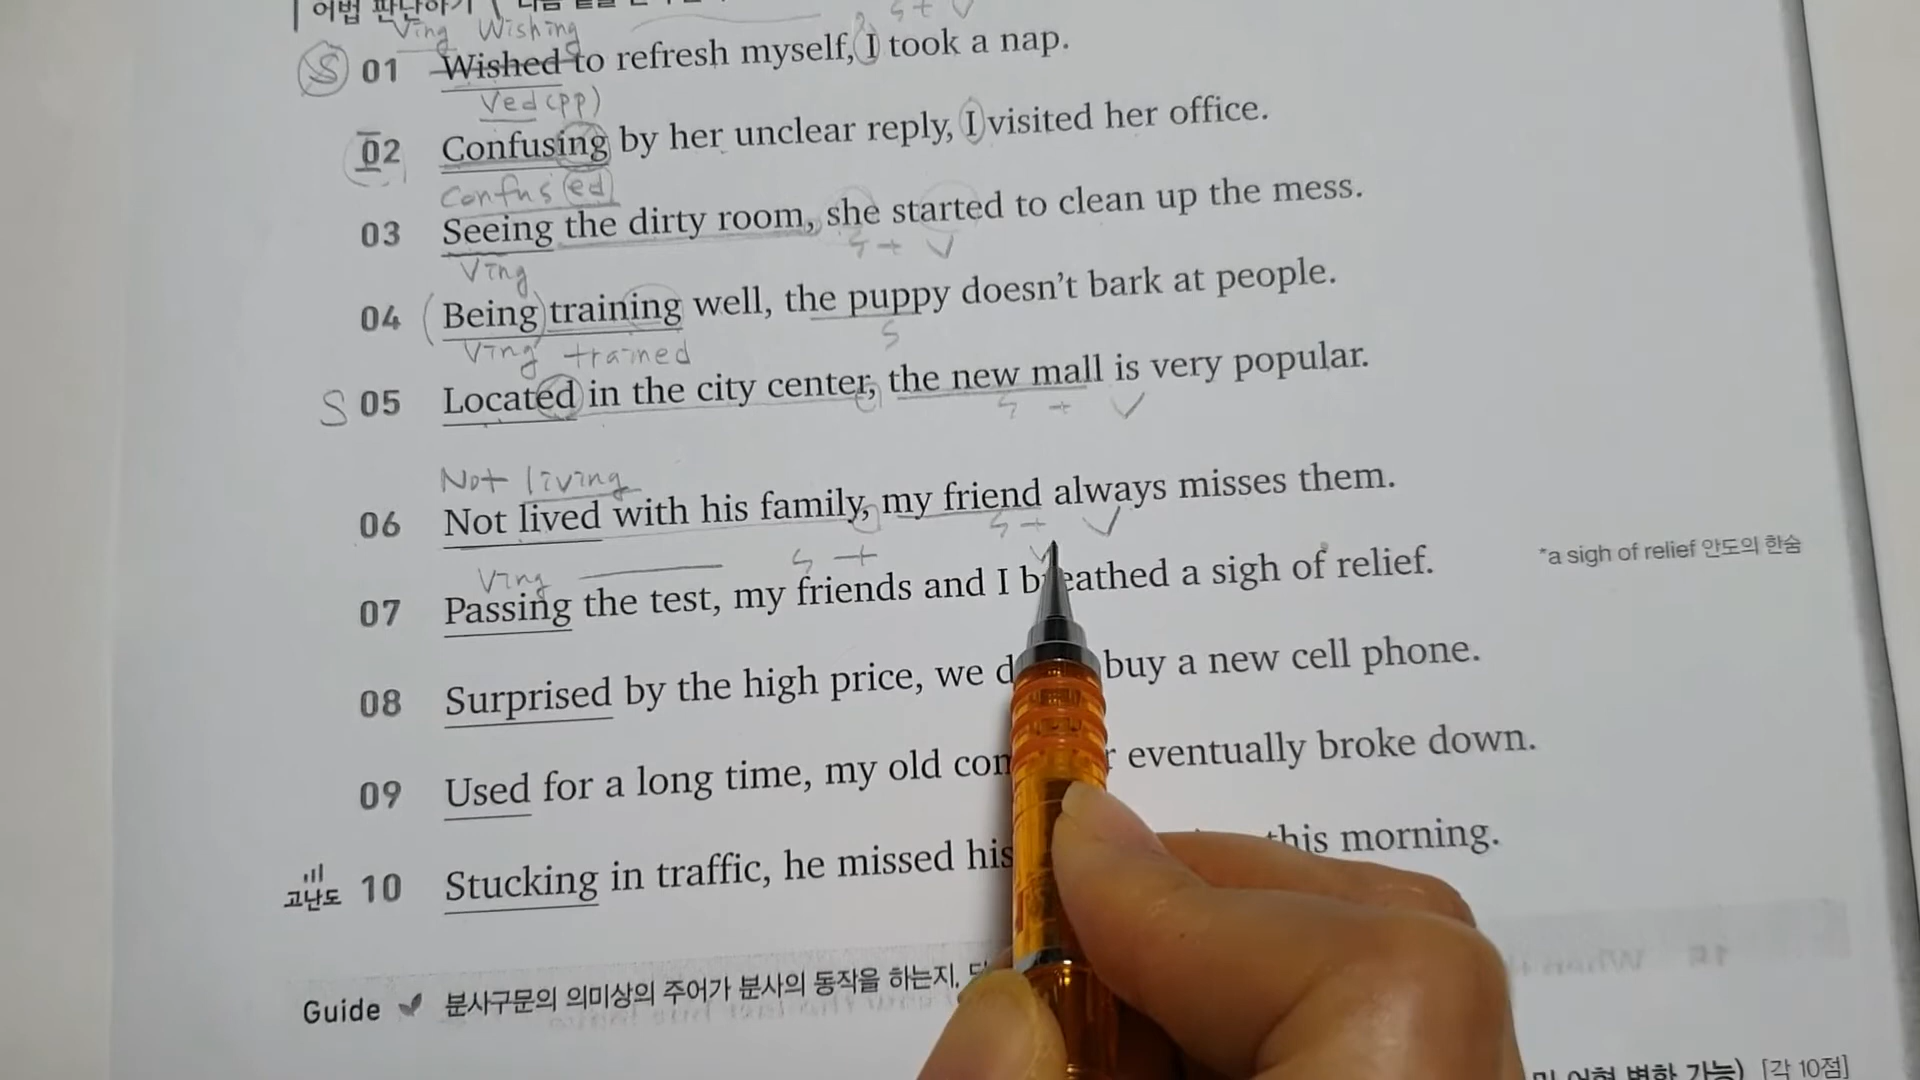 어법 판단하기
Ving Wishing S + V
S 01 Wished to refresh myself, I took a nap.
Ved(pp)
02 Confusing by her unclear reply, I visited her office.
Confus ed
03 Seeing the dirty room, she started to clean up the mess.
Ving S + V
04 (Being) training well, the puppy doesn't bark at people.
Ving trained S
S 05 Located in the city center, the new mall is very popular.
S + V
Not living
06 Not lived with his family, my friend always misses them.
S + V
Ving S + V
07 Passing the test, my friends and I breathed a sigh of relief. *a sigh of relief 안도의 한숨
08 Surprised by the high price, we buy a new cell phone.
09 Used for a long time, my old eventually broke down.
고난도 10 Stucking in traffic, he missed his this morning.
Guide 분사구문의 의미상의 주어가 분사의 동작을 하는지,
어형 변화 가능) [각 10점]